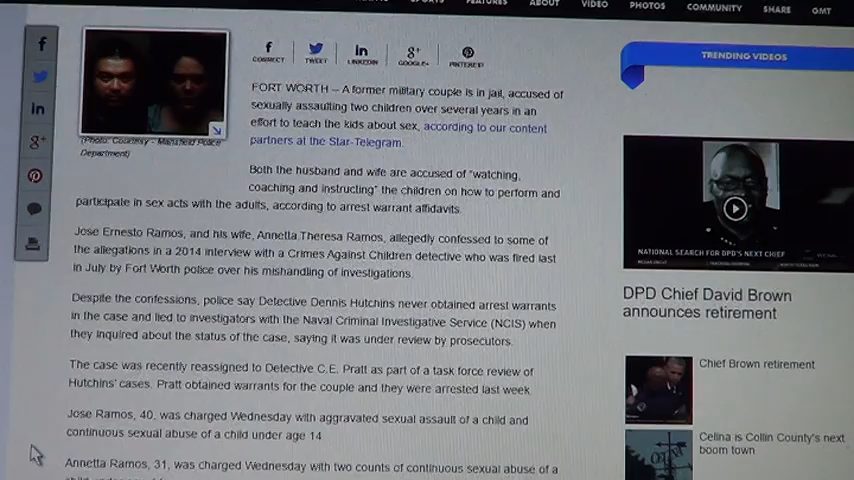 FEATURES ABOUT VIDEO PHOTOS COMMUNITY SHARE GMT
CONNECT TWEET LINKEDIN GOOGLE+ PINTEREST
(Photo: Courtesy - Mansfield Police
Department)
FORT WORTH – A former military couple is in jail, accused of
sexually assaulting two children over several years in an
effort to teach the kids about sex, according to our content
partners at the Star-Telegram.
Both the husband and wife are accused of "watching,
coaching and instructing" the children on how to perform and
participate in sex acts with the adults, according to arrest warrant affidavits.
Jose Ernesto Ramos, and his wife, Annetta Theresa Ramos, allegedly confessed to some of
the allegations in a 2014 interview with a Crimes Against Children detective who was fired last
in July by Fort Worth police over his mishandling of investigations.
Despite the confessions, police say Detective Dennis Hutchins never obtained arrest warrants
in the case and lied to investigators with the Naval Criminal Investigative Service (NCIS) when
they inquired about the status of the case, saying it was under review by prosecutors.
The case was recently reassigned to Detective C.E. Pratt as part of a task force review of
Hutchins' cases. Pratt obtained warrants for the couple and they were arrested last week.
Jose Ramos, 40, was charged Wednesday with aggravated sexual assault of a child and
continuous sexual abuse of a child under age 14
Annetta Ramos, 31, was charged Wednesday with two counts of continuous sexual abuse of a
TRENDING VIDEOS
NATIONAL SEARCH FOR DPD'S NEXT CHIEF
DPD Chief David Brown
announces retirement
Chief Brown retirement
Celina is Collin County's next
boom town